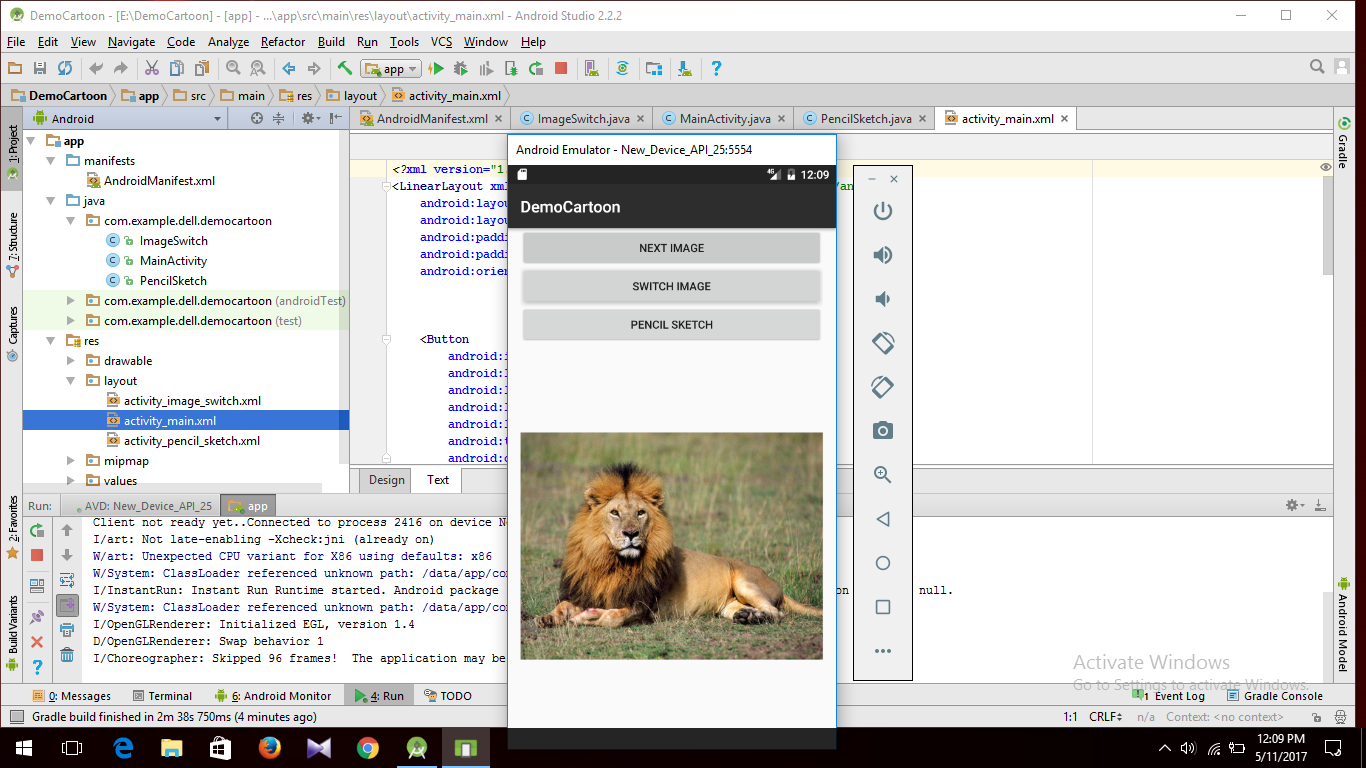 DemoCartoon - [E:\DemoCartoon] - [app] - ...\app\src\main\res\layout\activity_main.xml - Android Studio 2.2.2
File Edit View Navigate Code Analyze Refactor Build Run Tools VCS Window Help
app
DemoCartoon app src main res layout activity_main.xml
Android
AndroidManifest.xml ImageSwitch.java MainActivity.java PencilSketch.java activity_main.xml
1: Project
7: Structure
Captures
2: Favorites
Build Variants
app
manifests
AndroidManifest.xml
java
com.example.dell.democartoon
ImageSwitch
MainActivity
PencilSketch
com.example.dell.democartoon (androidTest)
com.example.dell.democartoon (test)
res
drawable
layout
activity_image_switch.xml
activity_main.xml
activity_pencil_sketch.xml
mipmap
values
<?xml version="1
<LinearLayout xml /an
android:layou
android:layou
android:paddi
android:paddi
android:orien
<Button
android:i
android:l
android:l
android:l
android:l
android:t
android:o
Design Text
Android Emulator - New_Device_API_25:5554
4G 12:09
DemoCartoon
NEXT IMAGE
SWITCH IMAGE
PENCIL SKETCH
Gradle
Android Model
Run: AVD: New_Device_API_25 app
Client not ready yet..Connected to process 2416 on device Ne
I/art: Not late-enabling -Xcheck:jni (already on)
W/art: Unexpected CPU variant for X86 using defaults: x86
W/System: ClassLoader referenced unknown path: /data/app/com
I/InstantRun: Instant Run Runtime started. Android package on null.
W/System: ClassLoader referenced unknown path: /data/app/com
I/OpenGLRenderer: Initialized EGL, version 1.4
D/OpenGLRenderer: Swap behavior 1
I/Choreographer: Skipped 96 frames!  The application may be
Activate Windows
Go to Settings to activate Windows.
0: Messages Terminal 6: Android Monitor 4: Run TODO 1 Event Log Gradle Console
Gradle build finished in 2m 38s 750ms (4 minutes ago) 1:1 CRLF n/a Context: <no context>
12:09 PM
5/11/2017